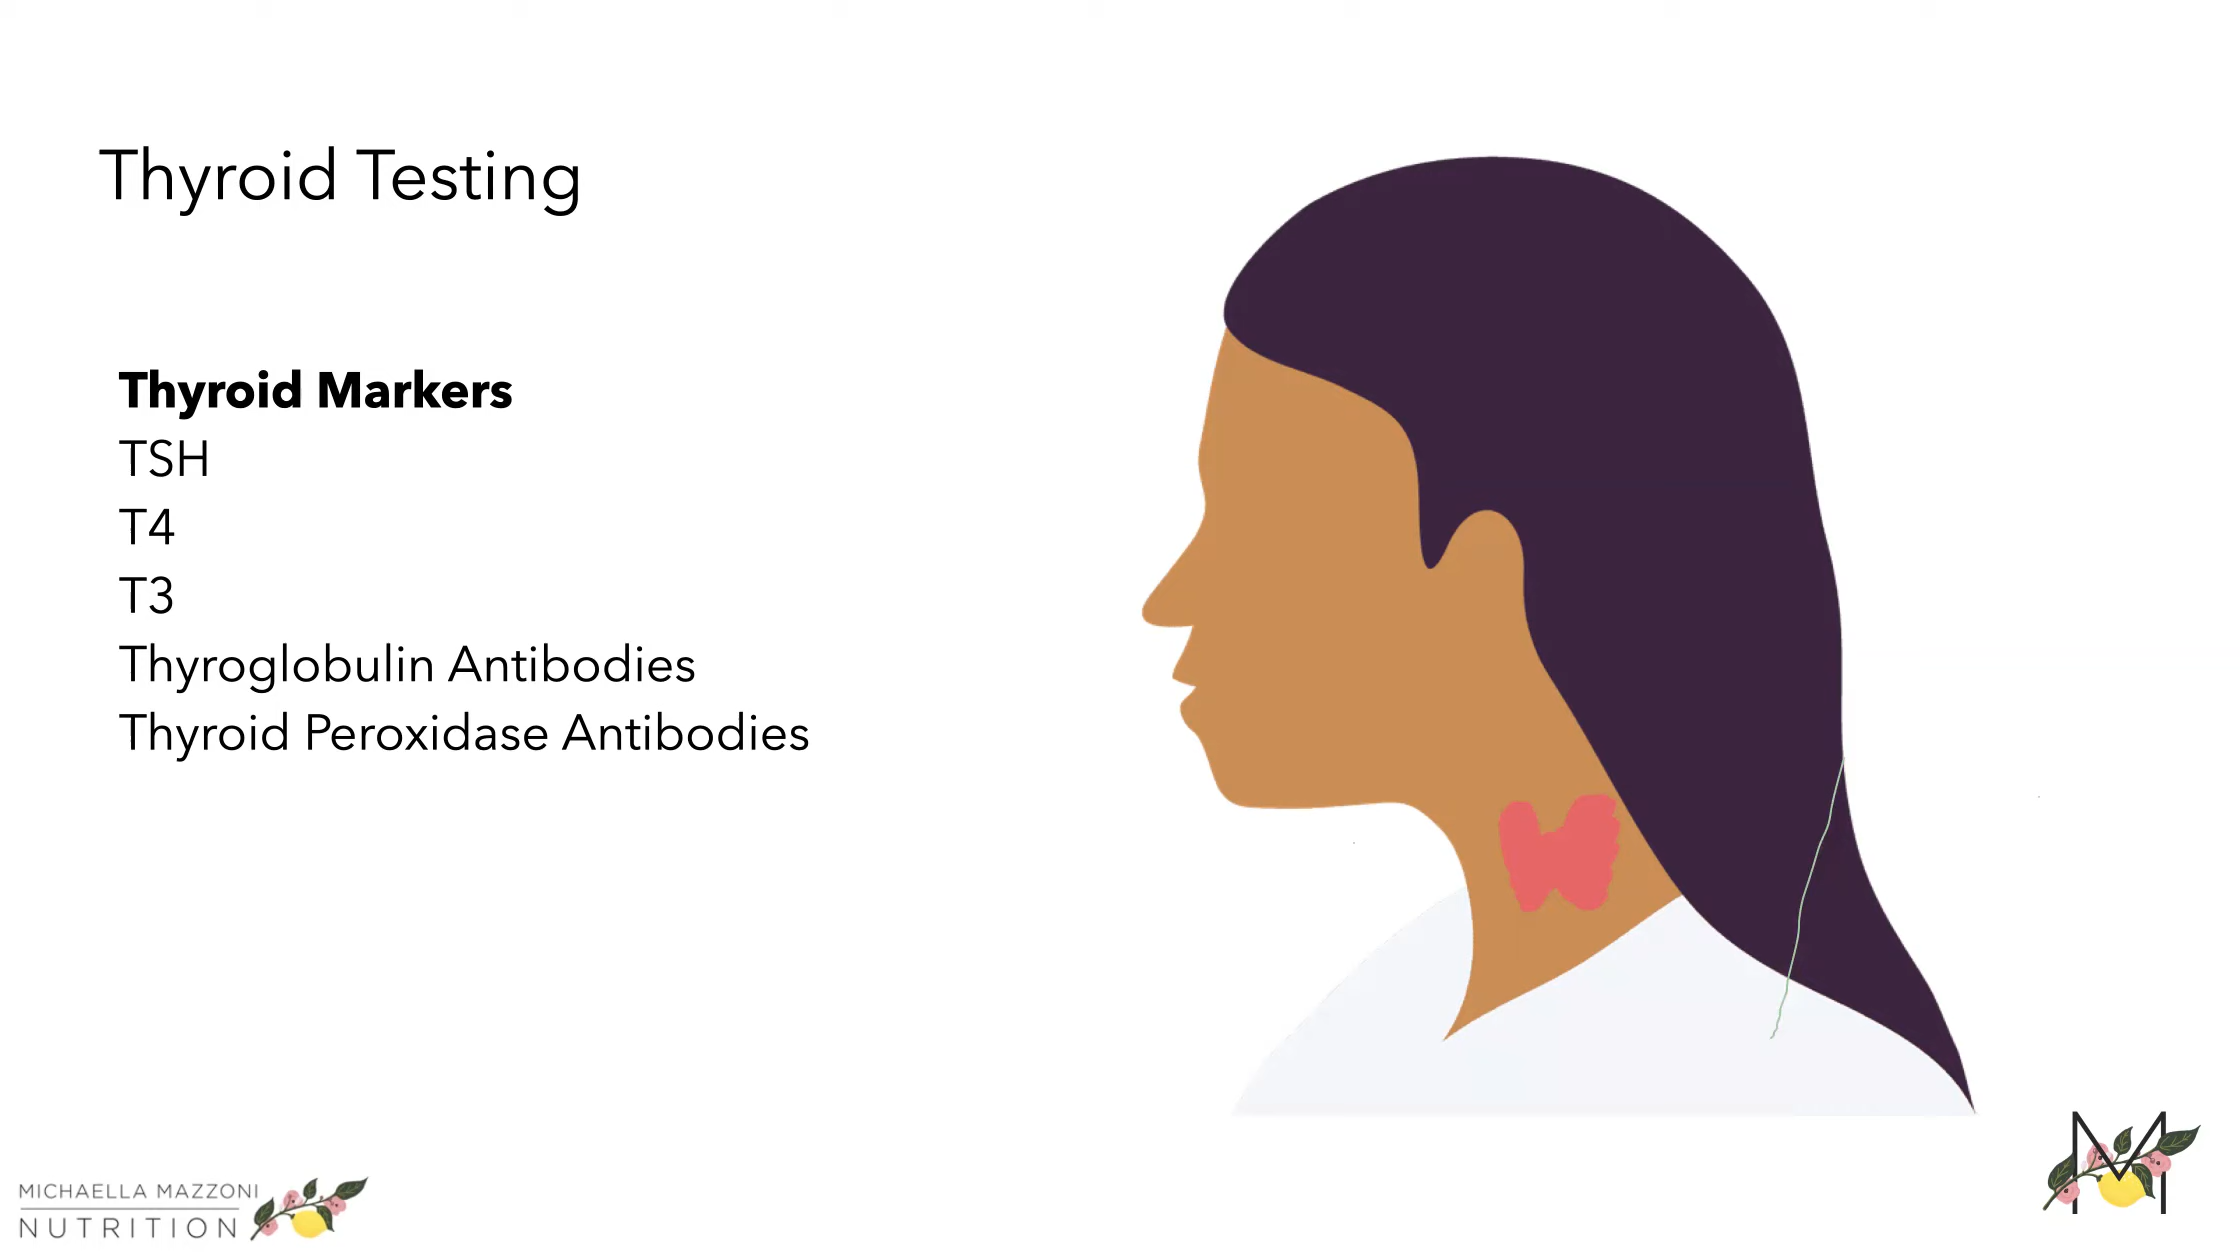 Thyroid Testing
Thyroid Markers
TSH
T4
T3
Thyroglobulin Antibodies
Thyroid Peroxidase Antibodies
MICHAELLA MAZZONI
NUTRITION
M